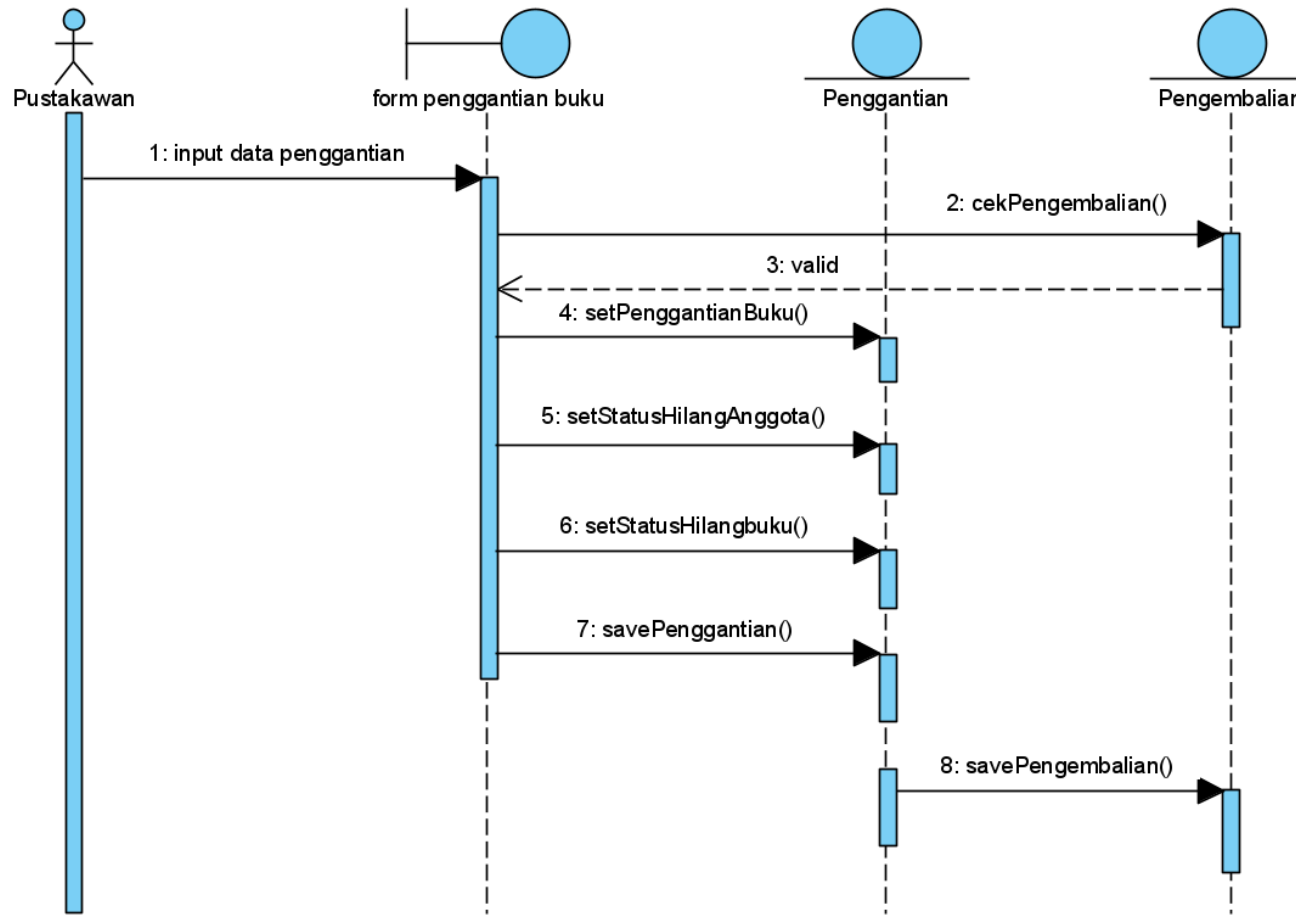 Pustakawan
form penggantian buku
Penggantian
Pengembalian
1: input data penggantian
2: cekPengembalian()
3: valid
4: setPenggantianBuku()
5: setStatusHilangAnggota()
6: setStatusHilangbuku()
7: savePenggantian()
8: savePengembalian()